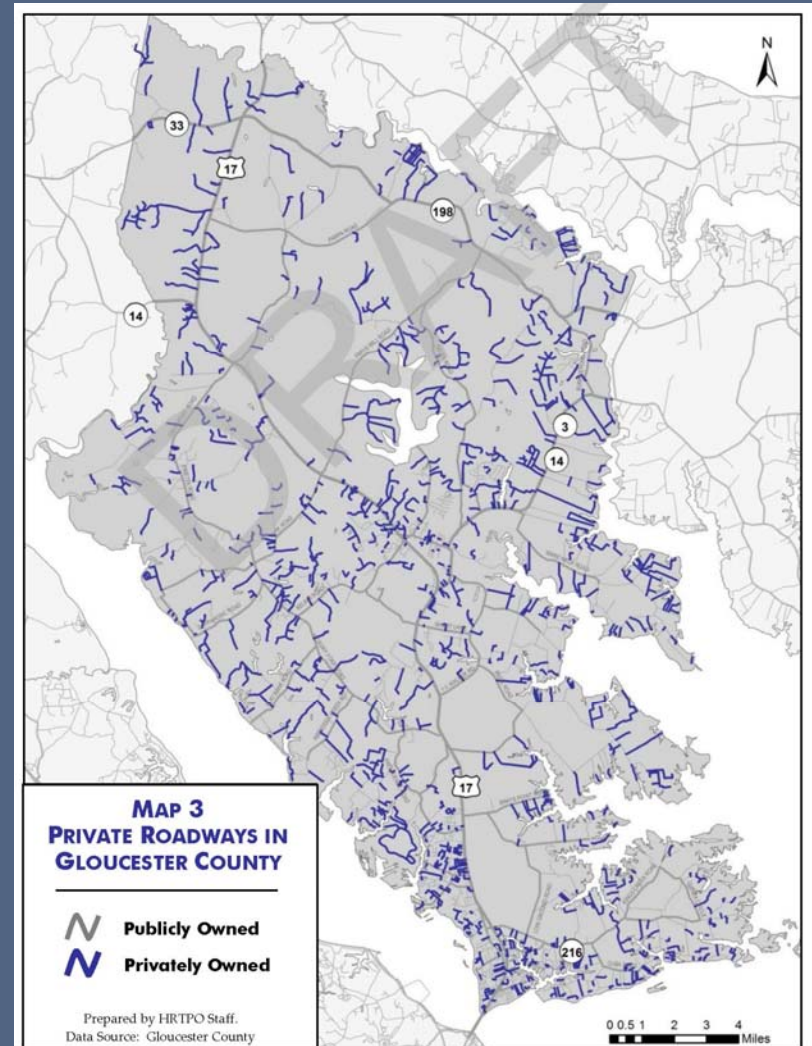 DRAFT
N
33
17
198
14
3
14
17
216
MAP 3
PRIVATE ROADWAYS IN
GLOUCESTER COUNTY
Publicly Owned
Privately Owned
Prepared by HRTPO Staff.
Data Source: Gloucester County
0 0.5 1 2 3 4
Miles